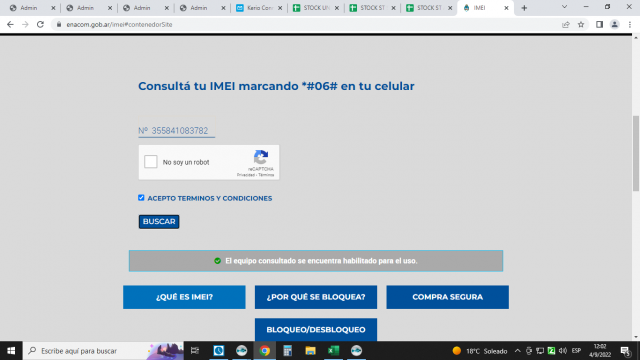 Admin
Admin
Admin
Admin
Kerio Con
STOCK UN
STOCK ST
STOCK ST
IMEI
enacom.gob.ar/imei#contenedorSite
Consultá tu IMEI marcando *#06# en tu celular
Nº 355841083782
No soy un robot
reCAPTCHA
Privacidad - Términos
ACEPTO TERMINOS Y CONDICIONES
BUSCAR
El equipo consultado se encuentra habilitado para el uso.
¿QUÉ ES IMEI?
¿POR QUÉ SE BLOQUEA?
COMPRA SEGURA
BLOQUEO/DESBLOQUEO
Escribe aquí para buscar
18°C Soleado
ESP
12:02
4/9/2022